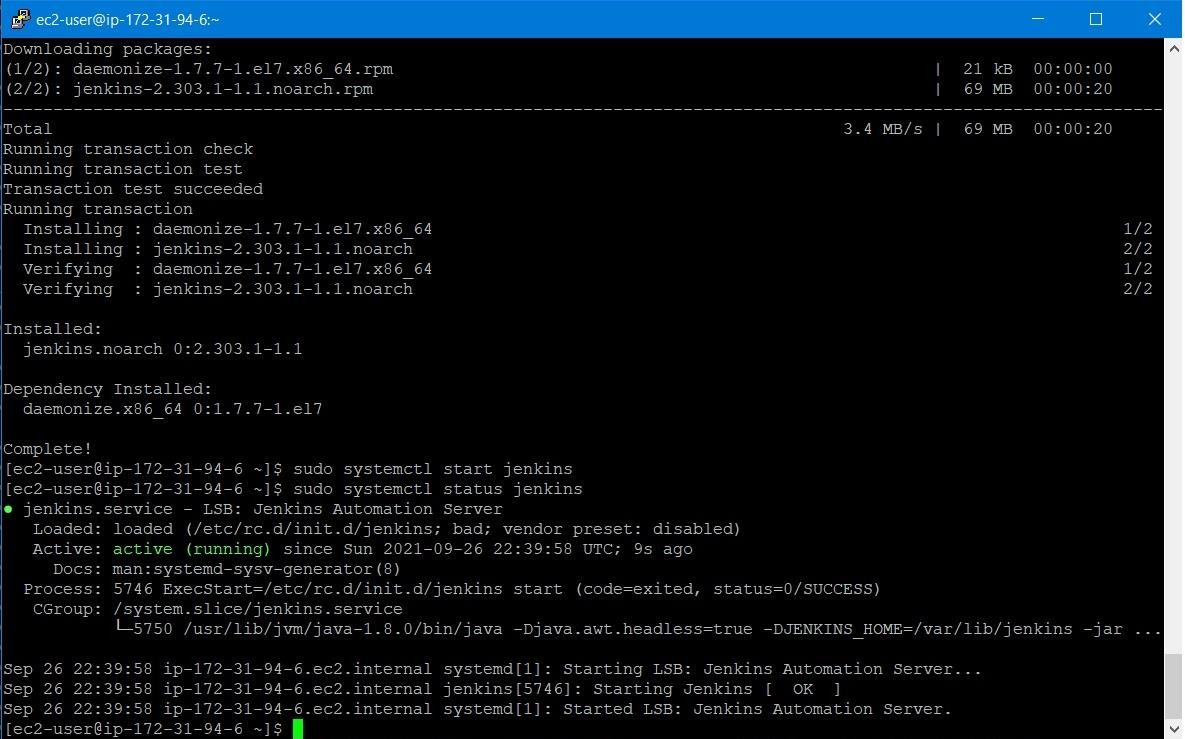 ec2-user@ip-172-31-94-6:~
Downloading packages:
(1/2): daemonize-1.7.7-1.el7.x86_64.rpm | 21 kB 00:00:00
(2/2): jenkins-2.303.1-1.1.noarch.rpm | 69 MB 00:00:20
--------------------------------------------------------------------------------------------------------------------
Total 3.4 MB/s | 69 MB 00:00:20
Running transaction check
Running transaction test
Transaction test succeeded
Running transaction
Installing : daemonize-1.7.7-1.el7.x86_64 1/2
Installing : jenkins-2.303.1-1.1.noarch 2/2
Verifying : daemonize-1.7.7-1.el7.x86_64 1/2
Verifying : jenkins-2.303.1-1.1.noarch 2/2
Installed:
jenkins.noarch 0:2.303.1-1.1
Dependency Installed:
daemonize.x86_64 0:1.7.7-1.el7
Complete!
[ec2-user@ip-172-31-94-6 ~]$ sudo systemctl start jenkins
[ec2-user@ip-172-31-94-6 ~]$ sudo systemctl status jenkins
● jenkins.service - LSB: Jenkins Automation Server
Loaded: loaded (/etc/rc.d/init.d/jenkins; bad; vendor preset: disabled)
Active: active (running) since Sun 2021-09-26 22:39:58 UTC; 9s ago
Docs: man:systemd-sysv-generator(8)
Process: 5746 ExecStart=/etc/rc.d/init.d/jenkins start (code=exited, status=0/SUCCESS)
CGroup: /system.slice/jenkins.service
└─5750 /usr/lib/jvm/java-1.8.0/bin/java -Djava.awt.headless=true -DJENKINS_HOME=/var/lib/jenkins -jar ...
Sep 26 22:39:58 ip-172-31-94-6.ec2.internal systemd[1]: Starting LSB: Jenkins Automation Server...
Sep 26 22:39:58 ip-172-31-94-6.ec2.internal jenkins[5746]: Starting Jenkins [ OK ]
Sep 26 22:39:58 ip-172-31-94-6.ec2.internal systemd[1]: Started LSB: Jenkins Automation Server.
[ec2-user@ip-172-31-94-6 ~]$